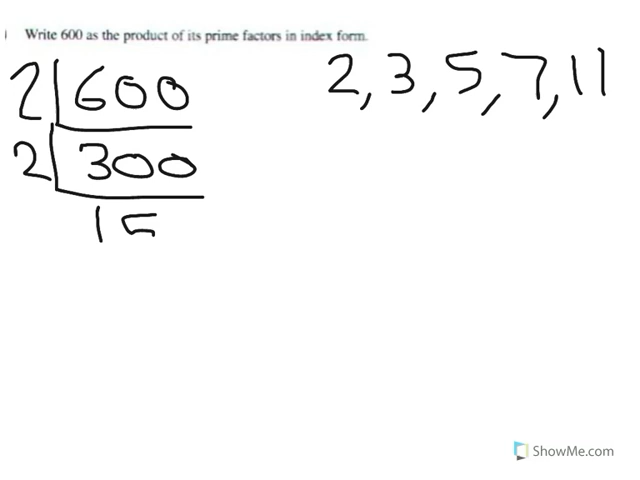 Write 600 as the product of its prime factors in index form.
2, 3, 5, 7, 11
2 600
2 300
15
ShowMe.com